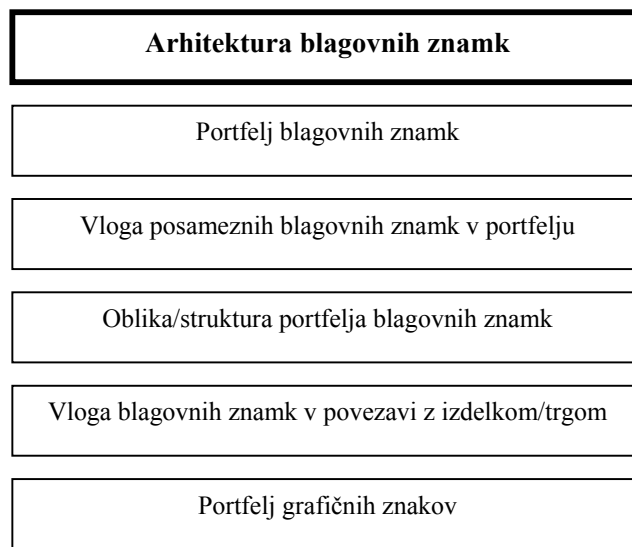 Arhitektura blagovnih znamk
Portfelj blagovnih znamk
Vloga posameznih blagovnih znamk v portfelju
Oblika/struktura portfelja blagovnih znamk
Vloga blagovnih znamk v povezavi z izdelkom/trgom
Portfelj grafičnih znakov